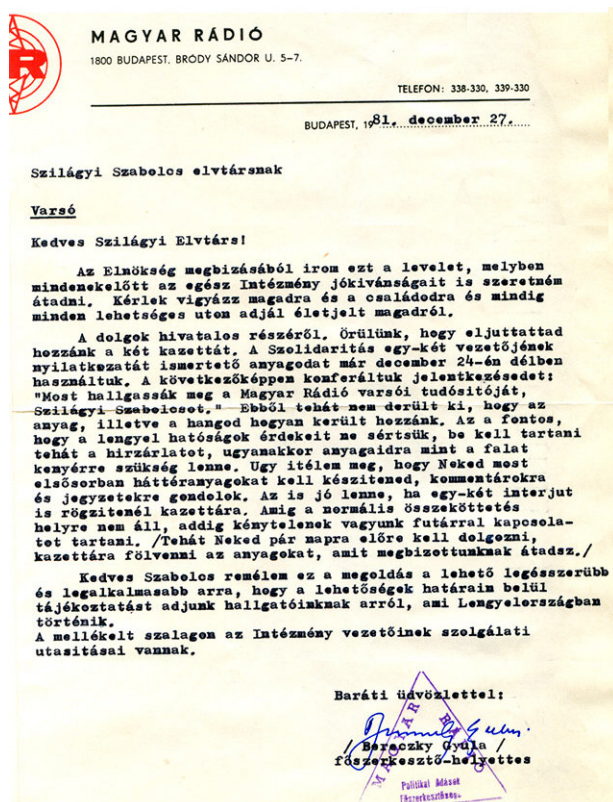 R
MAGYAR RÁDIÓ
1800 BUDAPEST, BRÓDY SÁNDOR U. 5–7.
TELEFON: 338-330, 339-330
BUDAPEST, 1981. december 27.
Szilágyi Szabolcs elvtársnak
Varsó
Kedves Szilágyi Elvtárs!
Az Elnökség megbizásából irom ezt a levelet, melyben
mindenekelőtt az egész Intézmény jókivánságait is szeretném
átadni. Kérlek vigyázz magadra és a családodra és mindig
minden lehetséges uton adjál életjelt magadról.
A dolgok hivatalos részéről. Örülünk, hogy eljuttattad
hozzánk a két kazettát. A Szolidaritás egy-két vezetőjének
nyilatkozatát ismertető anyagodat már december 24-én délben
használtuk. A következőképpen konferáltuk jelentkezésedet:
"Most hallgassák meg a Magyar Rádió varsói tudósitóját,
Szilágyi Szabolcsot." Ebből tehát nem derült ki, hogy az
anyag, illetve a hangod hogyan került hozzánk. Az a fontos,
hogy a lengyel hatóságok érdekeit ne sértsük, be kell tartani
tehát a hirzárlatot, ugyanakkor anyagaidra mint a falat
kenyérre szükség lenne. Ugy itélem meg, hogy Neked most
elsősorban háttéranyagokat kell készitened, kommentárokra
és jegyzetekre gondolok. Az is jó lenne, ha egy-két interjut
is rögzitenél kazettára. Amig a normális összeköttetés
helyre nem áll, addig kénytelenek vagyunk futárral kapcsola-
tot tartani. /Tehát Neked pár napra előre kell dolgozni,
kazettára fölvenni az anyagokat, amit megbizottunknak átadsz./
Kedves Szabolcs remélem ez a megoldás a lehető legésszerübb
és legalkalmasabb arra, hogy a lehetőségek határain belül
tájékoztatást adjunk hallgatóinknak arról, ami Lengyelországban
történik.
A mellékelt szalagon az Intézmény vezetőinek szolgálati
utasitásai vannak.
Baráti üdvözlettel:
/ Bereczky Gyula /
főszerkesztő-helyettes
MAGYAR RÁDIÓ
Politikai Adások
Főszerkesztősége